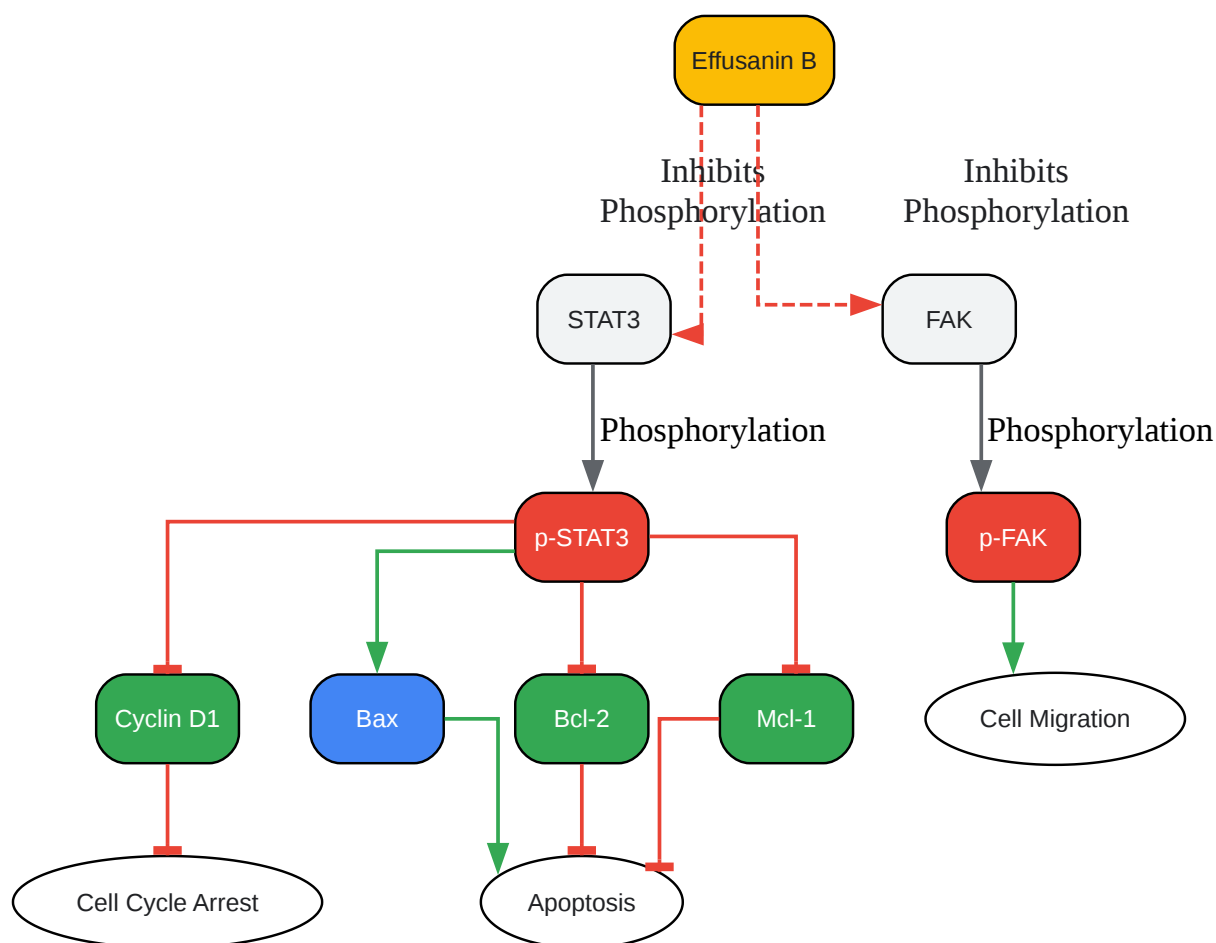 Effusanin B
Inhibits
Phosphorylation
Inhibits
Phosphorylation
STAT3
FAK
Phosphorylation
Phosphorylation
p-STAT3
p-FAK
Cyclin D1
Bax
Bcl-2
Mcl-1
Cell Migration
Cell Cycle Arrest
Apoptosis